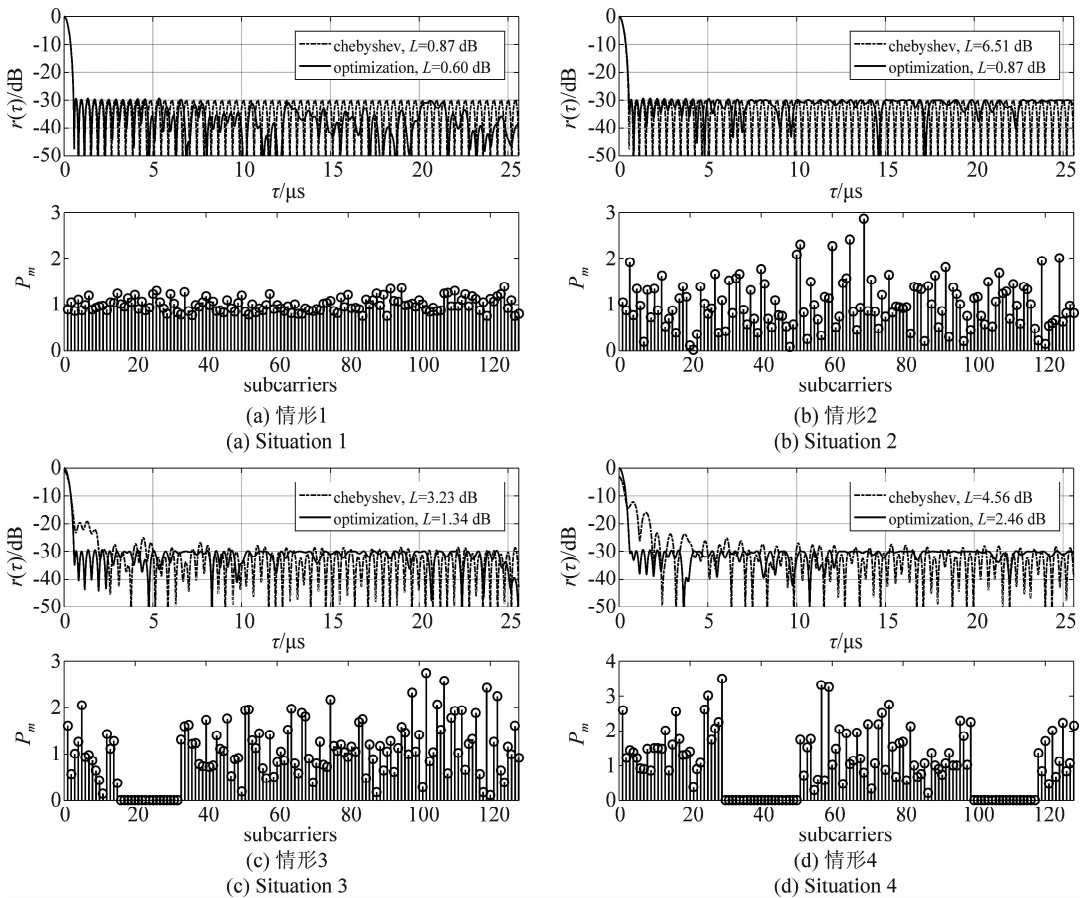 0
-10
-20
-30
-40
-50
r(τ)/dB
chebyshev, L=0.87 dB
optimization, L=0.60 dB
0 5 10 15 20 25
τ/μs
3
2
1
0
P_m
0 20 40 60 80 100 120
subcarriers
(a) 情形1
(a) Situation 1
0
-10
-20
-30
-40
-50
r(τ)/dB
chebyshev, L=6.51 dB
optimization, L=0.87 dB
0 5 10 15 20 25
τ/μs
3
2
1
0
P_m
0 20 40 60 80 100 120
subcarriers
(b) 情形2
(b) Situation 2
0
-10
-20
-30
-40
-50
r(τ)/dB
chebyshev, L=3.23 dB
optimization, L=1.34 dB
0 5 10 15 20 25
τ/μs
3
2
1
0
P_m
0 20 40 60 80 100 120
subcarriers
(c) 情形3
(c) Situation 3
0
-10
-20
-30
-40
-50
r(τ)/dB
chebyshev, L=4.56 dB
optimization, L=2.46 dB
0 5 10 15 20 25
τ/μs
4
3
2
1
0
P_m
0 20 40 60 80 100 120
subcarriers
(d) 情形4
(d) Situation 4